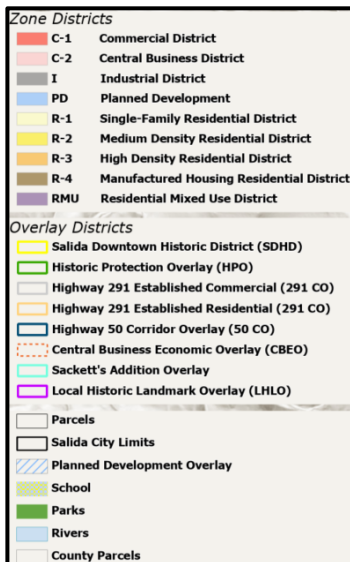 Zone Districts
C-1 Commercial District
C-2 Central Business District
I Industrial District
PD Planned Development
R-1 Single-Family Residential District
R-2 Medium Density Residential District
R-3 High Density Residential District
R-4 Manufactured Housing Residential District
RMU Residential Mixed Use District
Overlay Districts
Salida Downtown Historic District (SDHD)
Historic Protection Overlay (HPO)
Highway 291 Established Commercial (291 CO)
Highway 291 Established Residential (291 CO)
Highway 50 Corridor Overlay (50 CO)
Central Business Economic Overlay (CBEO)
Sackett's Addition Overlay
Local Historic Landmark Overlay (LHLO)
Parcels
Salida City Limits
Planned Development Overlay
School
Parks
Rivers
County Parcels